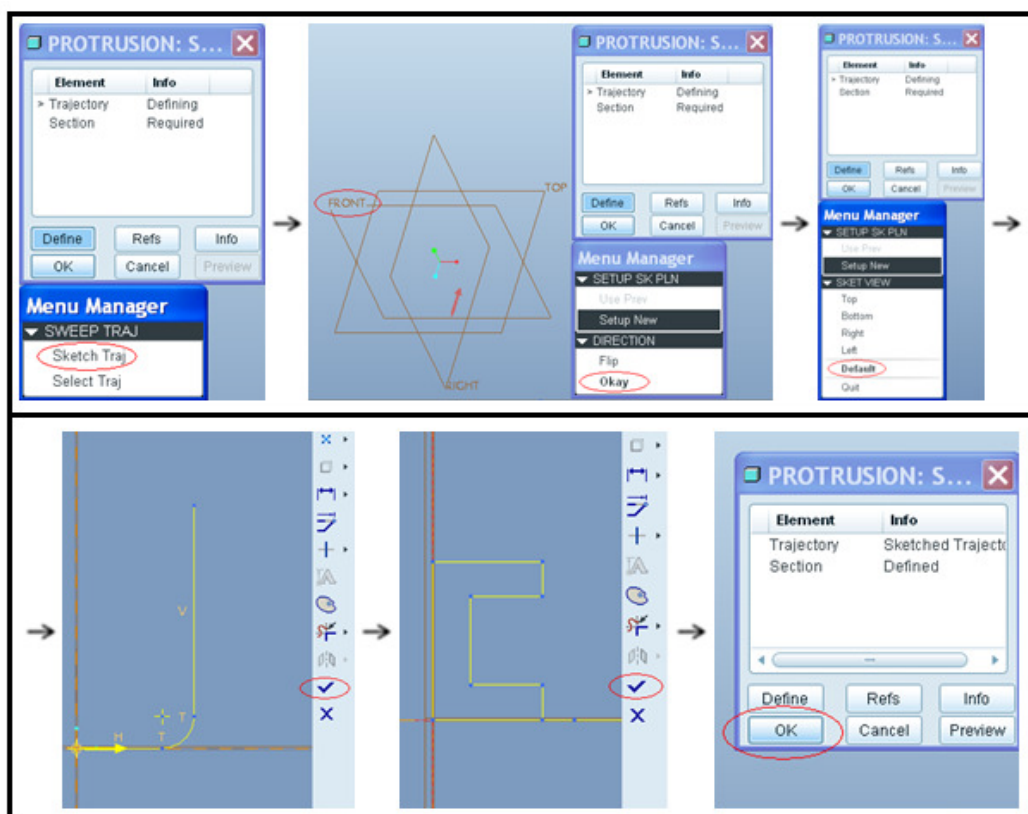 PROTRUSION: S...
Element Info
> Trajectory Defining
Section Required
Define Refs Info
OK Cancel Preview
Menu Manager
SWEEP TRAJ
Sketch Traj
Select Traj
FRONT
TOP
RIGHT
PROTRUSION: S...
Element Info
> Trajectory Defining
Section Required
Define Refs Info
OK Cancel Preview
Menu Manager
SETUP SK PLN
Use Prev
Setup New
DIRECTION
Flip
Okay
PROTRUSION: S...
Element Info
> Trajectory Defining
Section Required
Define Refs Info
OK Cancel Preview
Menu Manager
SETUP SK PLN
Use Prev
Setup New
SKET VIEW
Top
Bottom
Right
Left
Default
Quit
V
T
H T
PROTRUSION: S...
Element Info
Trajectory Sketched Trajecto
Section Defined
Define Refs Info
OK Cancel Preview